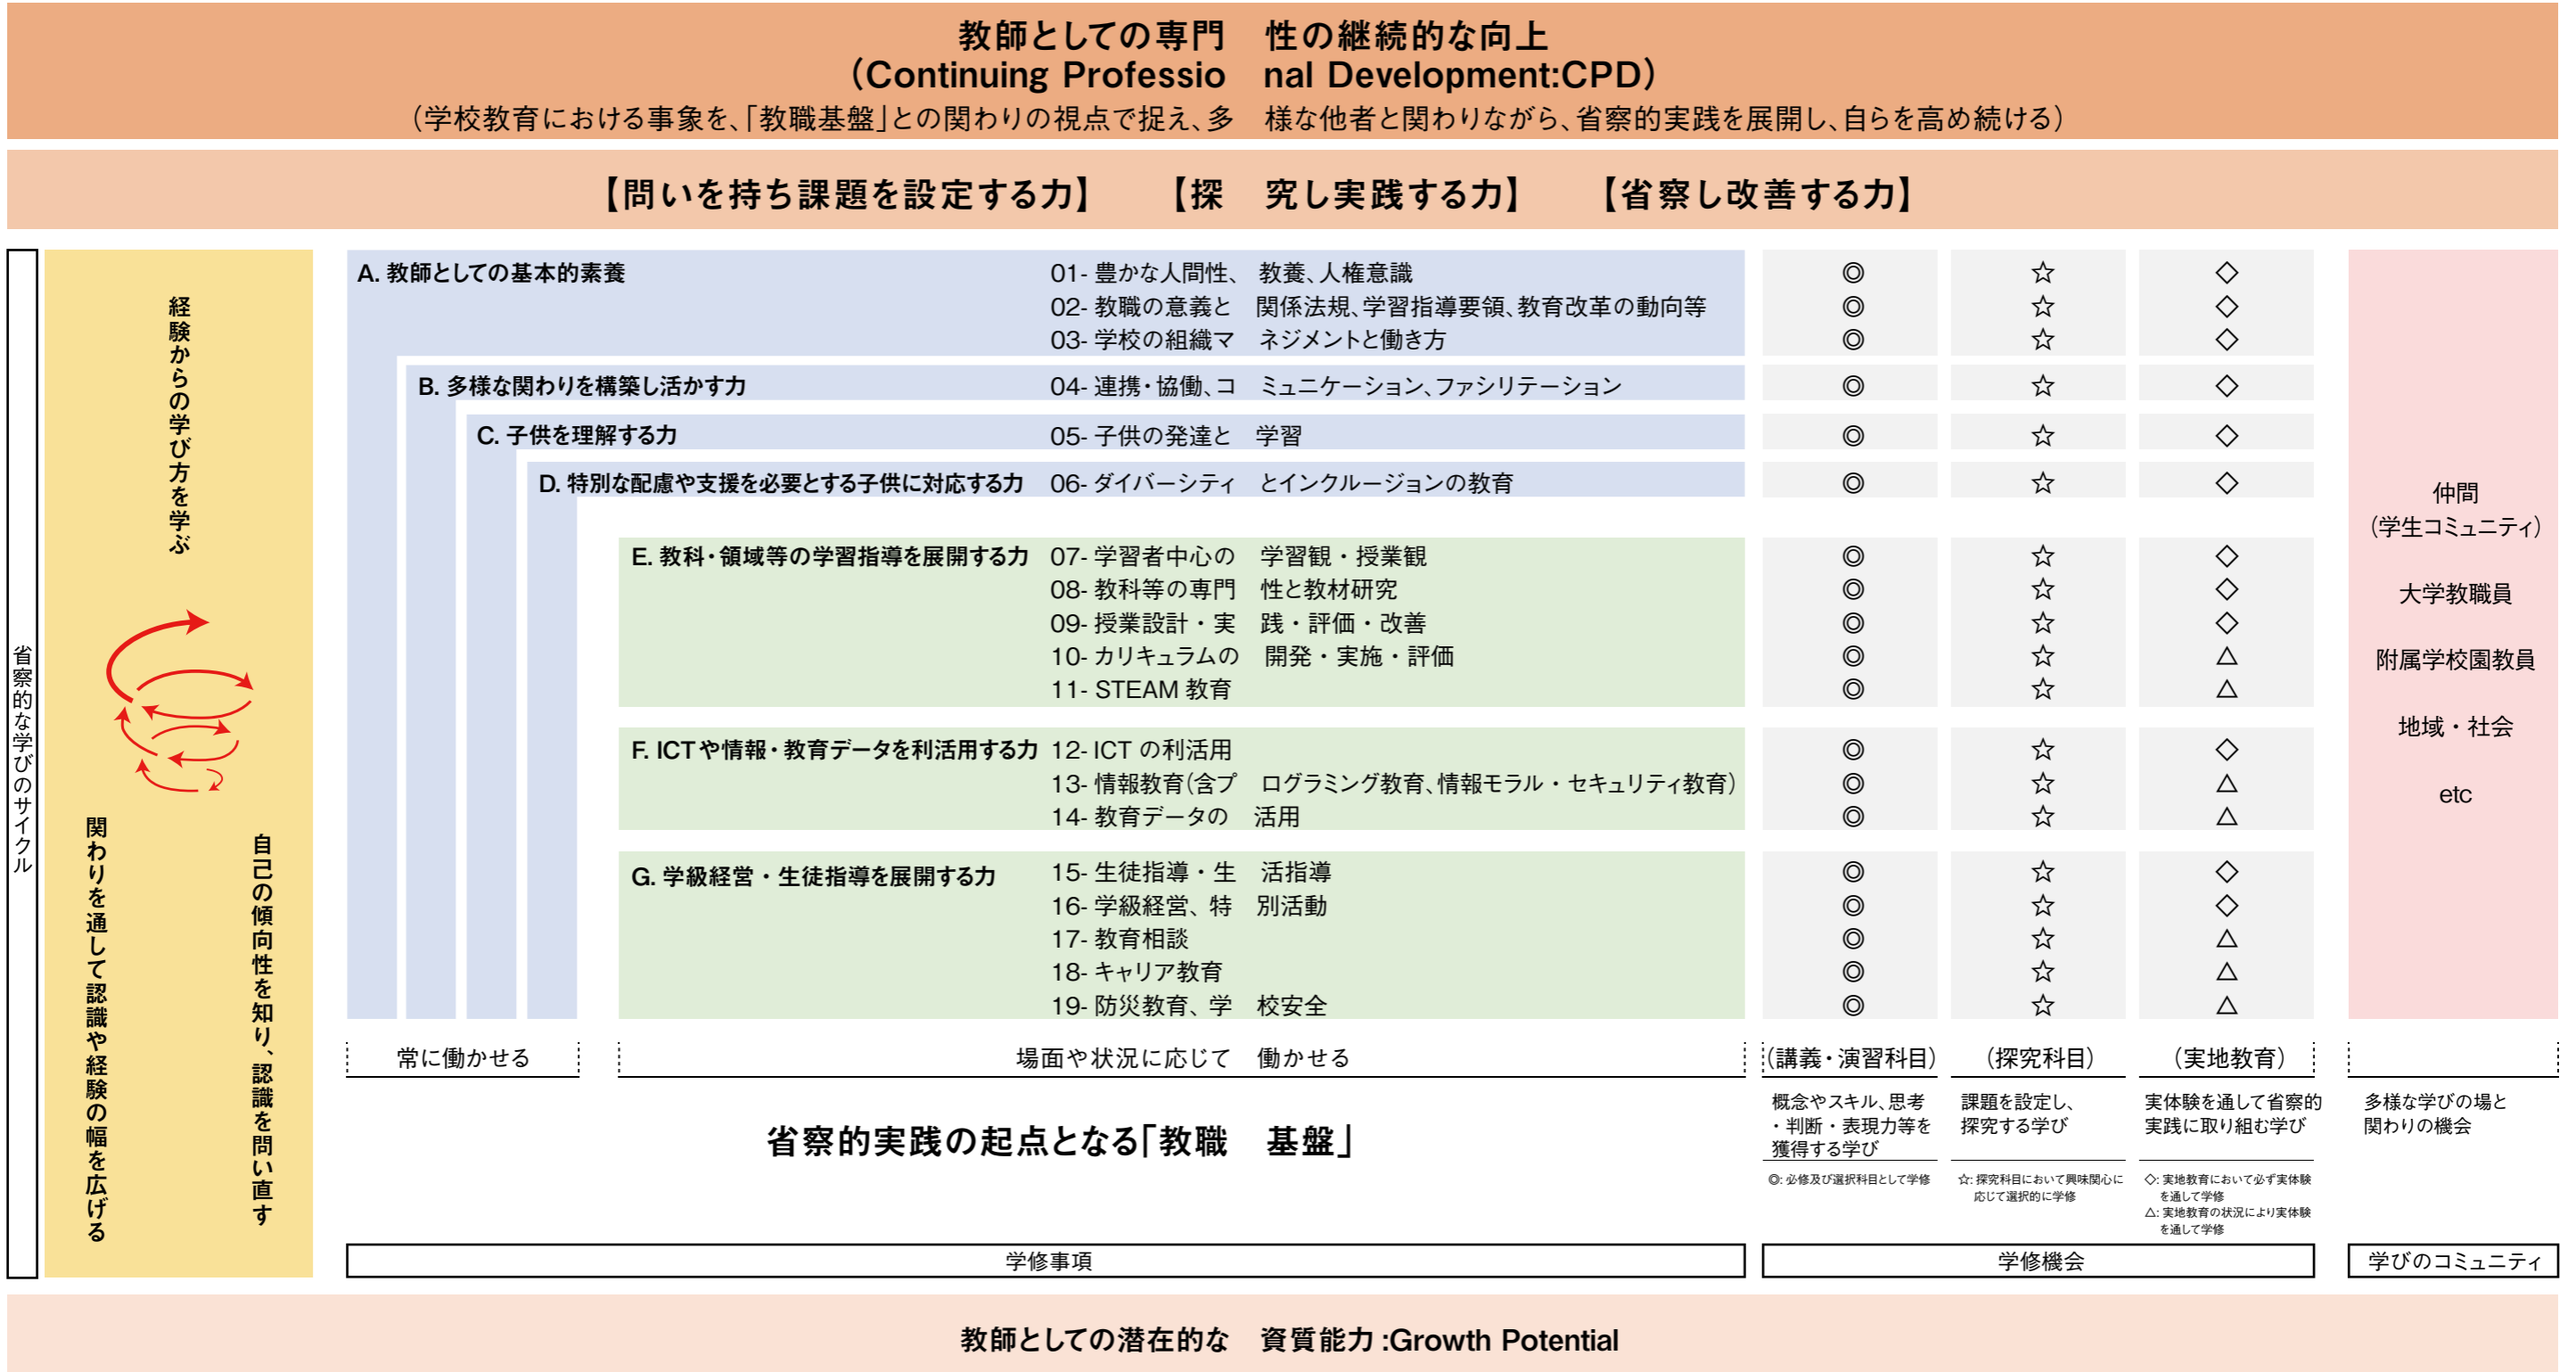 教師としての専門　性の継続的な向上
(Continuing Professio　nal Development:CPD)
(学校教育における事象を、「教職基盤」との関わりの視点で捉え、多　様な他者と関わりながら、省察的実践を展開し、自らを高め続ける)
【問いを持ち課題を設定する力】　【探　究し実践する力】　【省察し改善する力】
省察的な学びのサイクル
経験からの学び方を学ぶ
関わりを通して認識や経験の幅を広げる
自己の傾向性を知り、認識を問い直す
A. 教師としての基本的素養　01- 豊かな人間性、　教養、人権意識　◎　☆　◇
02- 教職の意義と　関係法規、学習指導要領、教育改革の動向等　◎　☆　◇
03- 学校の組織マ　ネジメントと働き方　◎　☆　◇
B. 多様な関わりを構築し活かす力　04- 連携・協働、コ　ミュニケーション、ファシリテーション　◎　☆　◇
C. 子供を理解する力　05- 子供の発達と　学習　◎　☆　◇
D. 特別な配慮や支援を必要とする子供に対応する力　06- ダイバーシティ　とインクルージョンの教育　◎　☆　◇
E. 教科・領域等の学習指導を展開する力　07- 学習者中心の　学習観・授業観　◎　☆　◇
08- 教科等の専門　性と教材研究　◎　☆　◇
09- 授業設計・実　践・評価・改善　◎　☆　◇
10- カリキュラムの　開発・実施・評価　◎　☆　△
11- STEAM 教育　◎　☆　△
F. ICTや情報・教育データを利活用する力　12- ICT の利活用　◎　☆　◇
13- 情報教育(含プ　ログラミング教育、情報モラル・セキュリティ教育)　◎　☆　△
14- 教育データの　活用　◎　☆　△
G. 学級経営・生徒指導を展開する力　15- 生徒指導・生　活指導　◎　☆　◇
16- 学級経営、特　別活動　◎　☆　◇
17- 教育相談　◎　☆　△
18- キャリア教育　◎　☆　△
19- 防災教育、学　校安全　◎　☆　△
仲間
(学生コミュニティ)
大学教職員
附属学校園教員
地域・社会
etc
常に働かせる
場面や状況に応じて　働かせる
省察的実践の起点となる「教職　基盤」
(講義・演習科目)
概念やスキル、思考
・判断・表現力等を
獲得する学び
◎: 必修及び選択科目として学修
(探究科目)
課題を設定し、
探究する学び
☆: 探究科目において興味関心に
応じて選択的に学修
(実地教育)
実体験を通して省察的
実践に取り組む学び
◇: 実地教育において必ず実体験
を通して学修
△: 実地教育の状況により実体験
を通して学修
多様な学びの場と
関わりの機会
学修事項
学修機会
学びのコミュニティ
教師としての潜在的な　資質能力 :Growth Potential